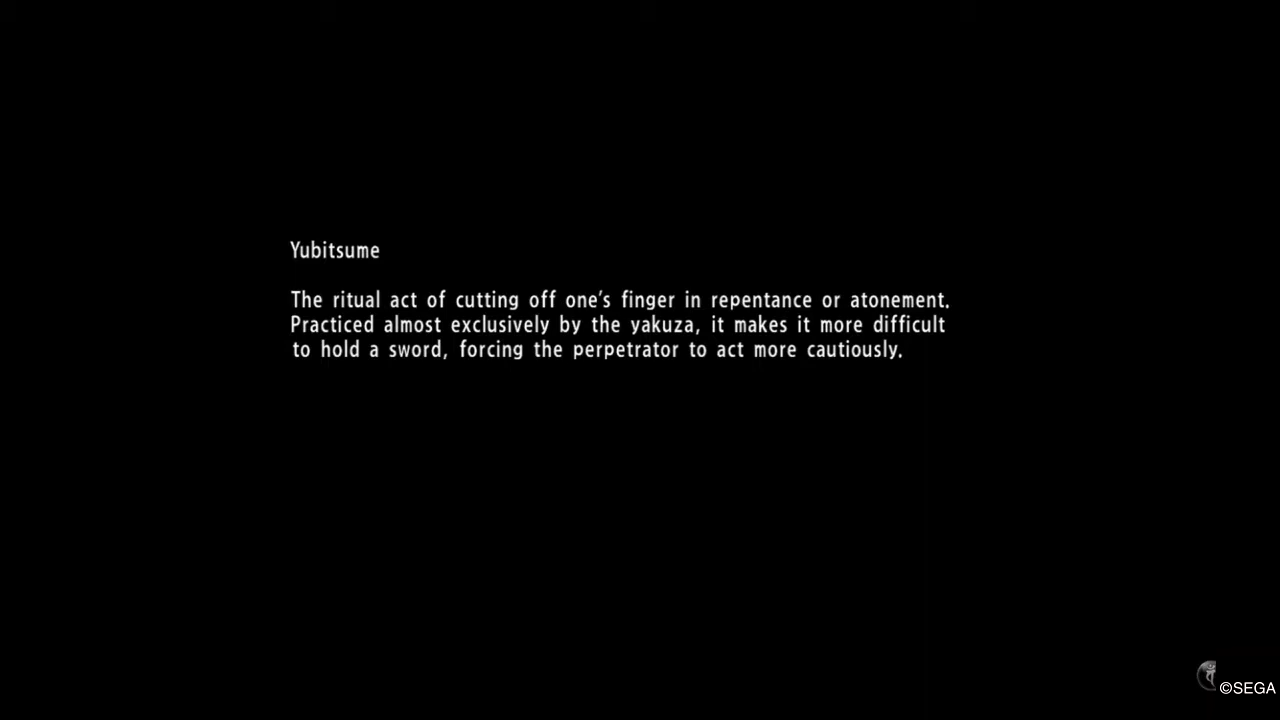 Yubitsume
The ritual act of cutting off one's finger in repentance or atonement.
Practiced almost exclusively by the yakuza, it makes it more difficult
to hold a sword, forcing the perpetrator to act more cautiously.
©SEGA